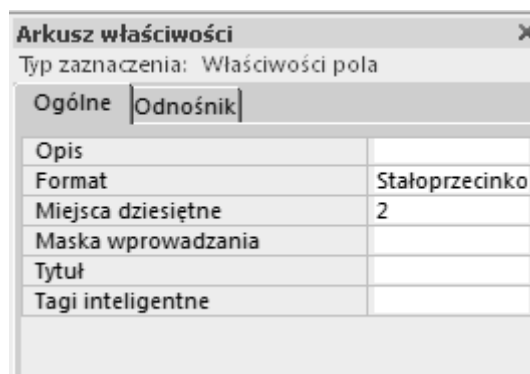 Arkusz właściwości
Typ zaznaczenia: Właściwości pola
Ogólne Odnośnik
Opis
Format Stałoprzecinko
Miejsca dziesiętne 2
Maska wprowadzania
Tytuł
Tagi inteligentne